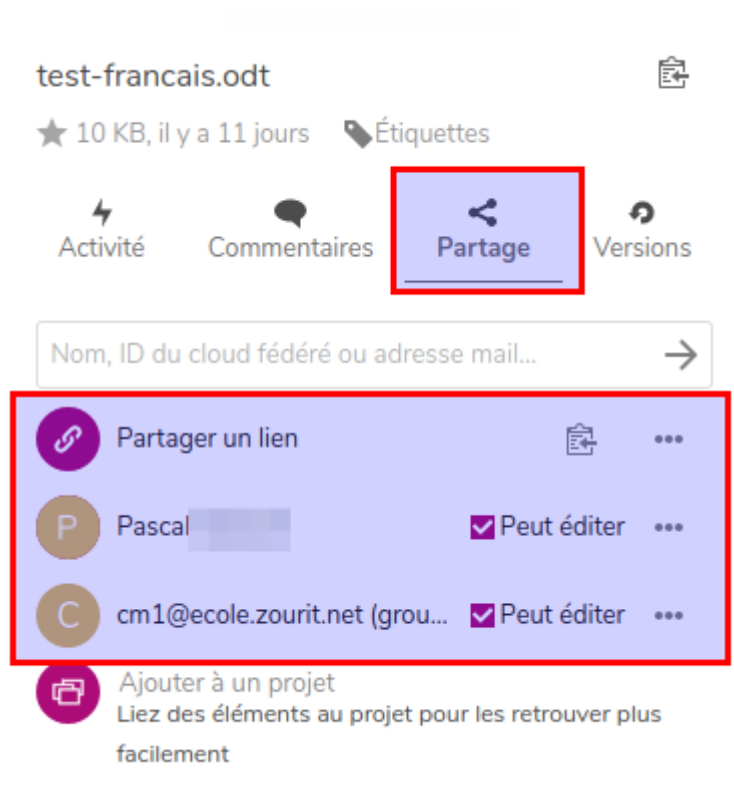 test-francais.odt
10 KB, il y a 11 jours Étiquettes
Activité Commentaires Partage Versions
Nom, ID du cloud fédéré ou adresse mail...
Partager un lien
P Pascal Peut éditer
C cm1@ecole.zourit.net (grou... Peut éditer
Ajouter à un projet
Liez des éléments au projet pour les retrouver plus
facilement